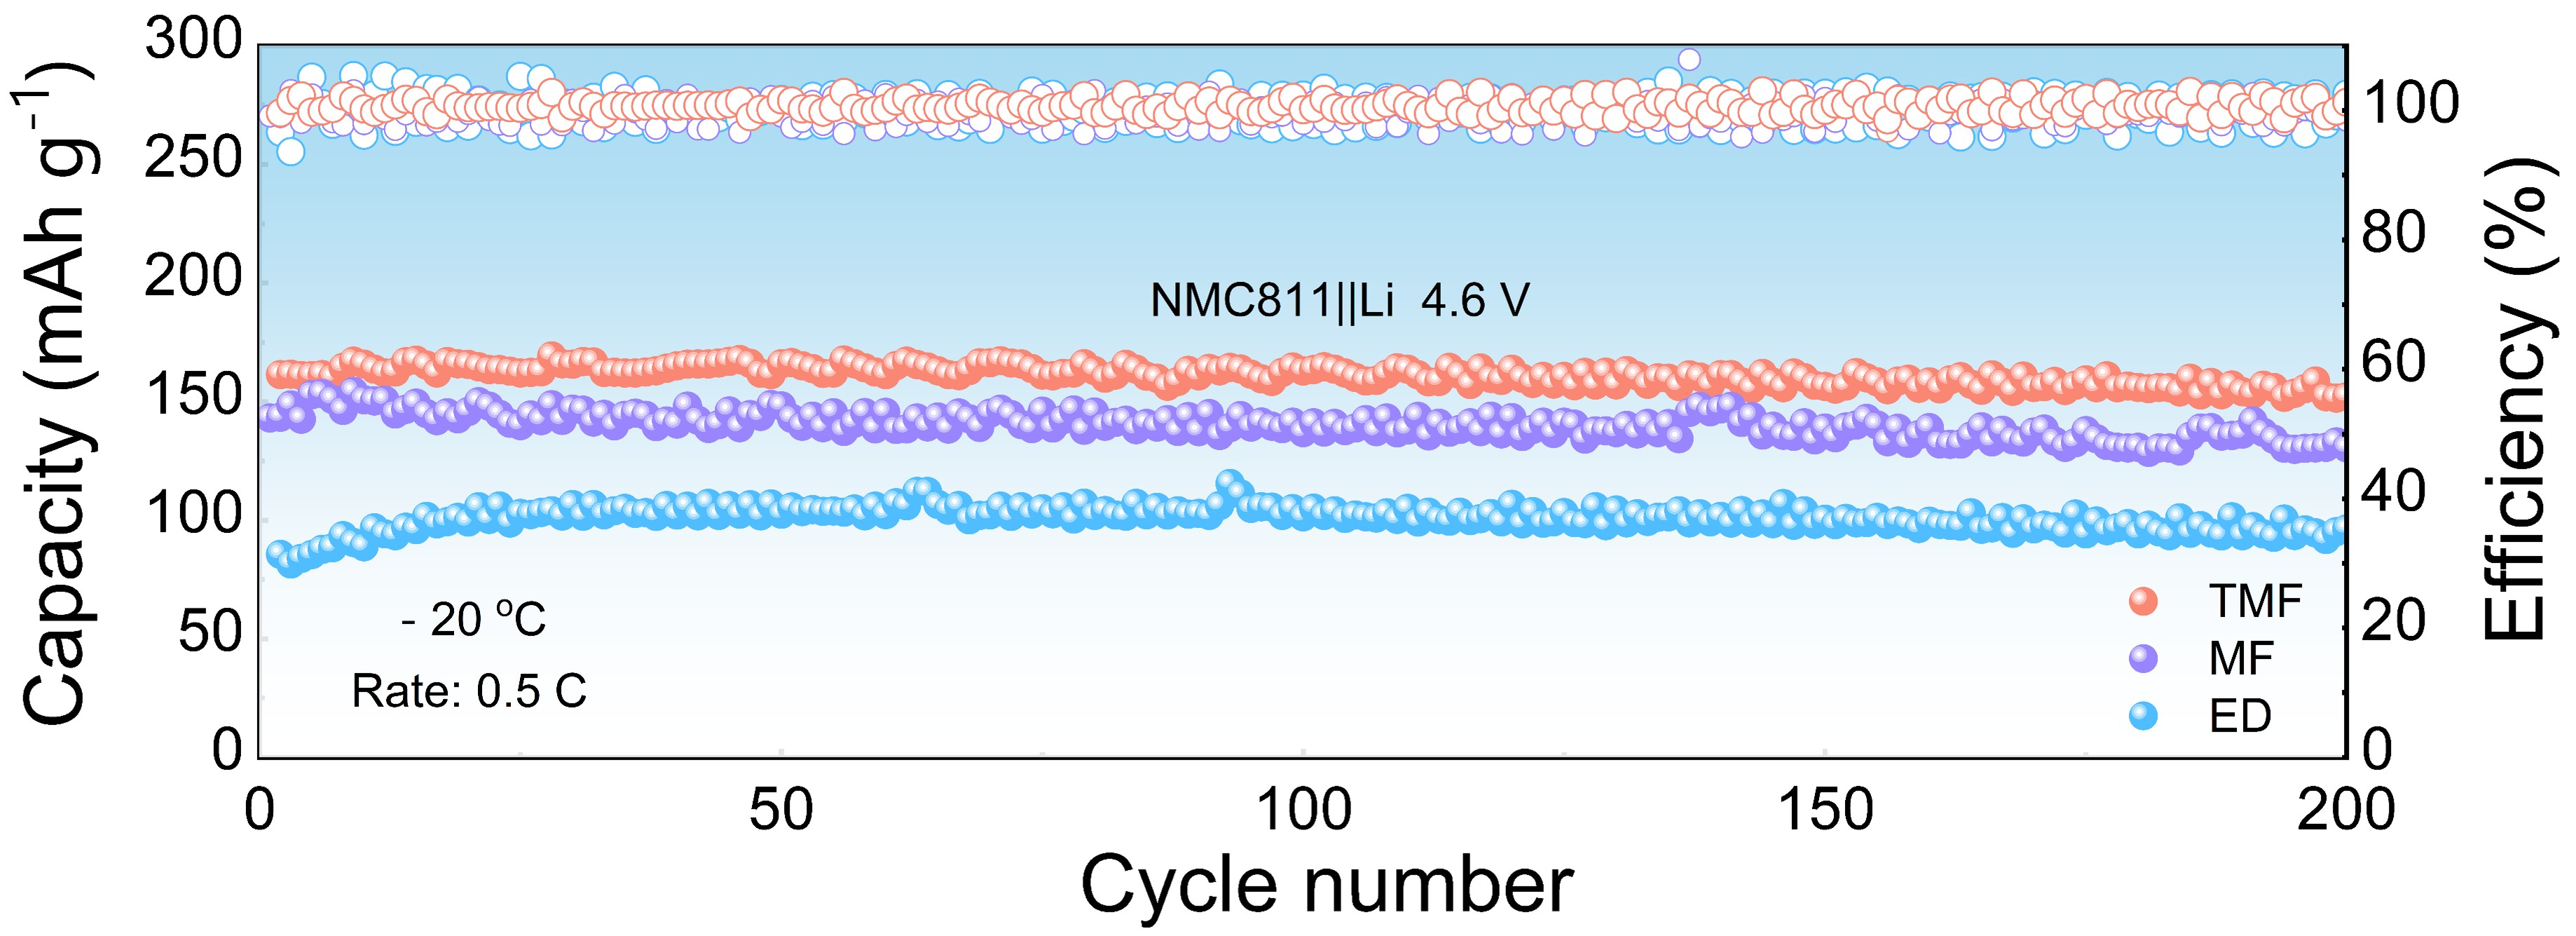 Capacity (mAh g⁻¹)
300
250
200
150
100
50
0
NMC811||Li 4.6 V
- 20 ºC
Rate: 0.5 C
TMF
MF
ED
100
80
60
40
20
0
Efficiency (%)
0 50 100 150 200
Cycle number